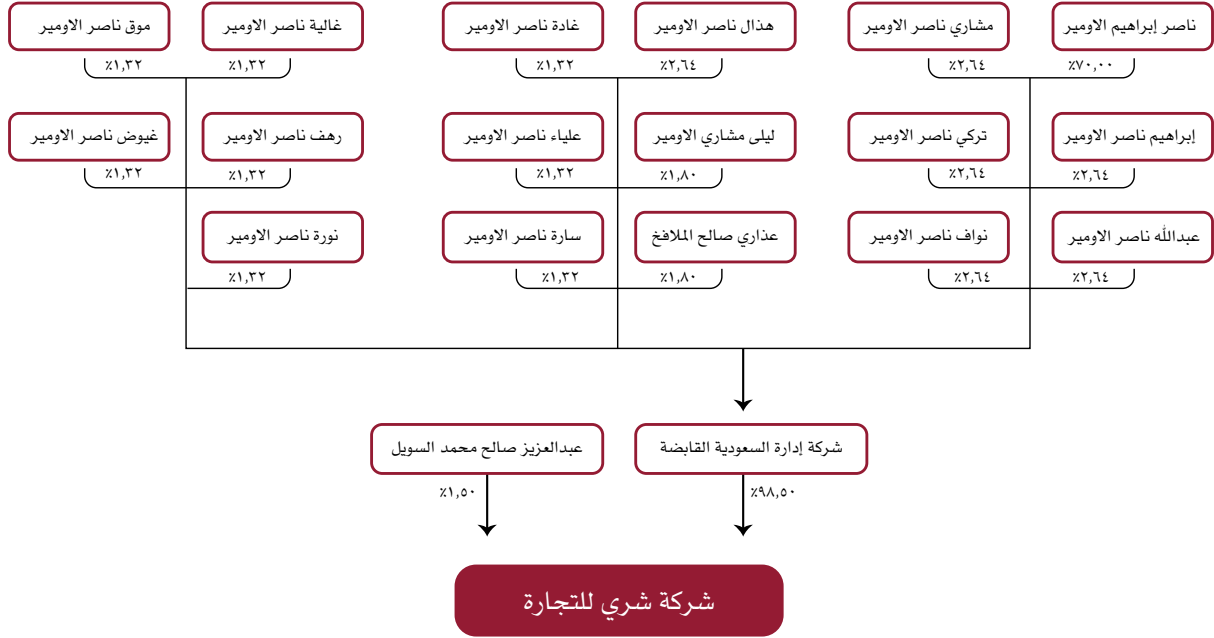 ناصر إبراهيم الاومير
٪٧٠,٠٠
مشاري ناصر الاومير
٪٢,٦٤
هذال ناصر الاومير
٪٢,٦٤
غادة ناصر الاومير
٪١,٣٢
غالية ناصر الاومير
٪١,٣٢
موق ناصر الاومير
٪١,٣٢
إبراهيم ناصر الاومير
٪٢,٦٤
تركي ناصر الاومير
٪٢,٦٤
ليلى مشاري الاومير
٪١,٨٠
علياء ناصر الاومير
٪١,٣٢
رهف ناصر الاومير
٪١,٣٢
غيوض ناصر الاومير
٪١,٣٢
عبدالله ناصر الاومير
٪٢,٦٤
نواف ناصر الاومير
٪٢,٦٤
عذاري صالح الملافخ
٪١,٨٠
سارة ناصر الاومير
٪١,٣٢
نورة ناصر الاومير
٪١,٣٢
شركة إدارة السعودية القابضة
٪٩٨,٥٠
عبدالعزيز صالح محمد السويل
٪١,٥٠
شركة شري للتجارة